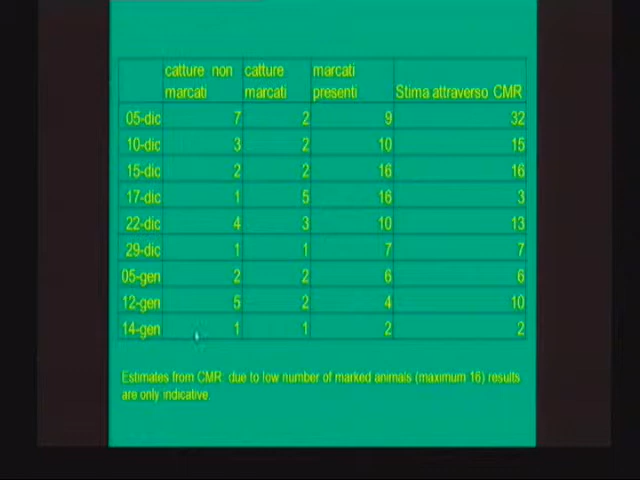 catture non marcati catture marcati marcati presenti Stima attraverso CMR
05-dic 7 2 9 32
10-dic 3 2 10 15
15-dic 2 2 16 16
17-dic 1 5 16 3
22-dic 4 3 10 13
29-dic 1 1 7 7
05-gen 2 2 6 6
12-gen 5 2 4 10
14-gen 1 1 2 2
Estimates from CMR: due to low number of marked animals (maximum 16) results
are only indicative.